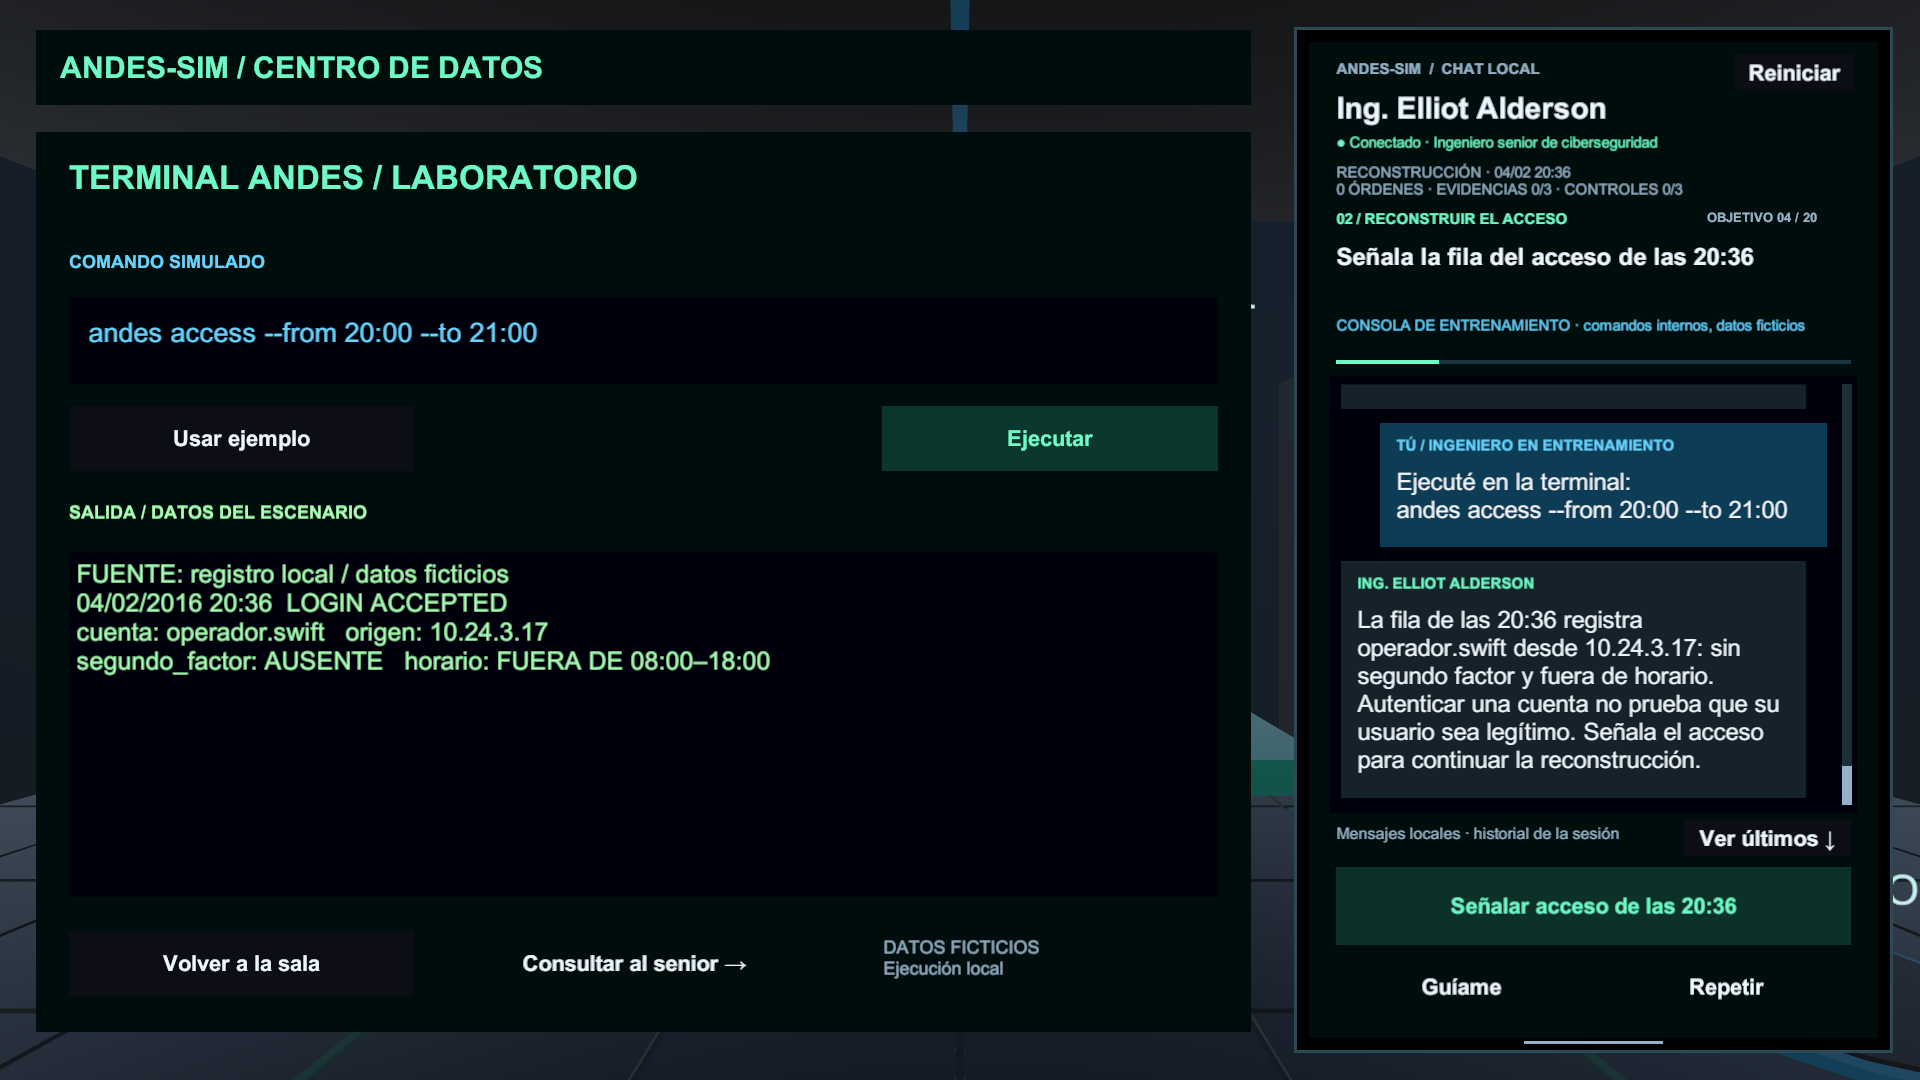 ANDES-SIM / CENTRO DE DATOS
TERMINAL ANDES / LABORATORIO
COMANDO SIMULADO
andes access --from 20:00 --to 21:00
Usar ejemplo
Ejecutar
SALIDA / DATOS DEL ESCENARIO
FUENTE: registro local / datos ficticios
04/02/2016 20:36  LOGIN ACCEPTED
cuenta: operador.swift   origen: 10.24.3.17
segundo_factor: AUSENTE   horario: FUERA DE 08:00–18:00
Volver a la sala
Consultar al senior →
DATOS FICTICIOS
Ejecución local
ANDES-SIM / CHAT LOCAL
Reiniciar
Ing. Elliot Alderson
● Conectado · Ingeniero senior de ciberseguridad
RECONSTRUCCIÓN · 04/02 20:36
0 ÓRDENES · EVIDENCIAS 0/3 · CONTROLES 0/3
02 / RECONSTRUIR EL ACCESO
OBJETIVO 04 / 20
Señala la fila del acceso de las 20:36
CONSOLA DE ENTRENAMIENTO · comandos internos, datos ficticios
TÚ / INGENIERO EN ENTRENAMIENTO
Ejecuté en la terminal:
andes access --from 20:00 --to 21:00
ING. ELLIOT ALDERSON
La fila de las 20:36 registra
operador.swift desde 10.24.3.17: sin
segundo factor y fuera de horario.
Autenticar una cuenta no prueba que su
usuario sea legítimo. Señala el acceso
para continuar la reconstrucción.
Mensajes locales · historial de la sesión
Ver últimos ↓
Señalar acceso de las 20:36
Guíame
Repetir